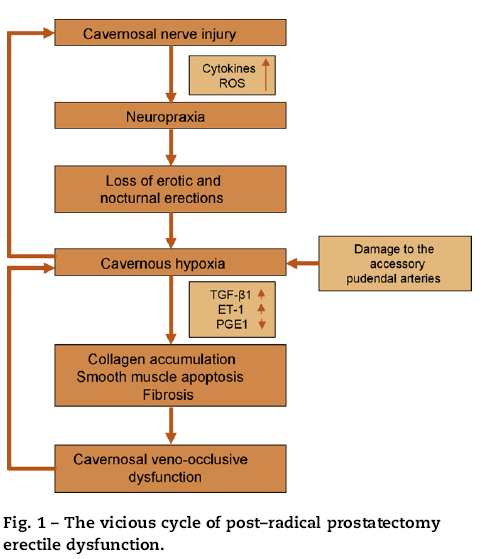 Cavernosal nerve injury
Cytokines
ROS
Neuropraxia
Loss of erotic and
nocturnal erections
Cavernous hypoxia
Damage to the
accessory
pudendal arteries
TGF-β1
ET-1
PGE1
Collagen accumulation
Smooth muscle apoptosis
Fibrosis
Cavernosal veno-occlusive
dysfunction
Fig. 1 – The vicious cycle of post–radical prostatectomy
erectile dysfunction.